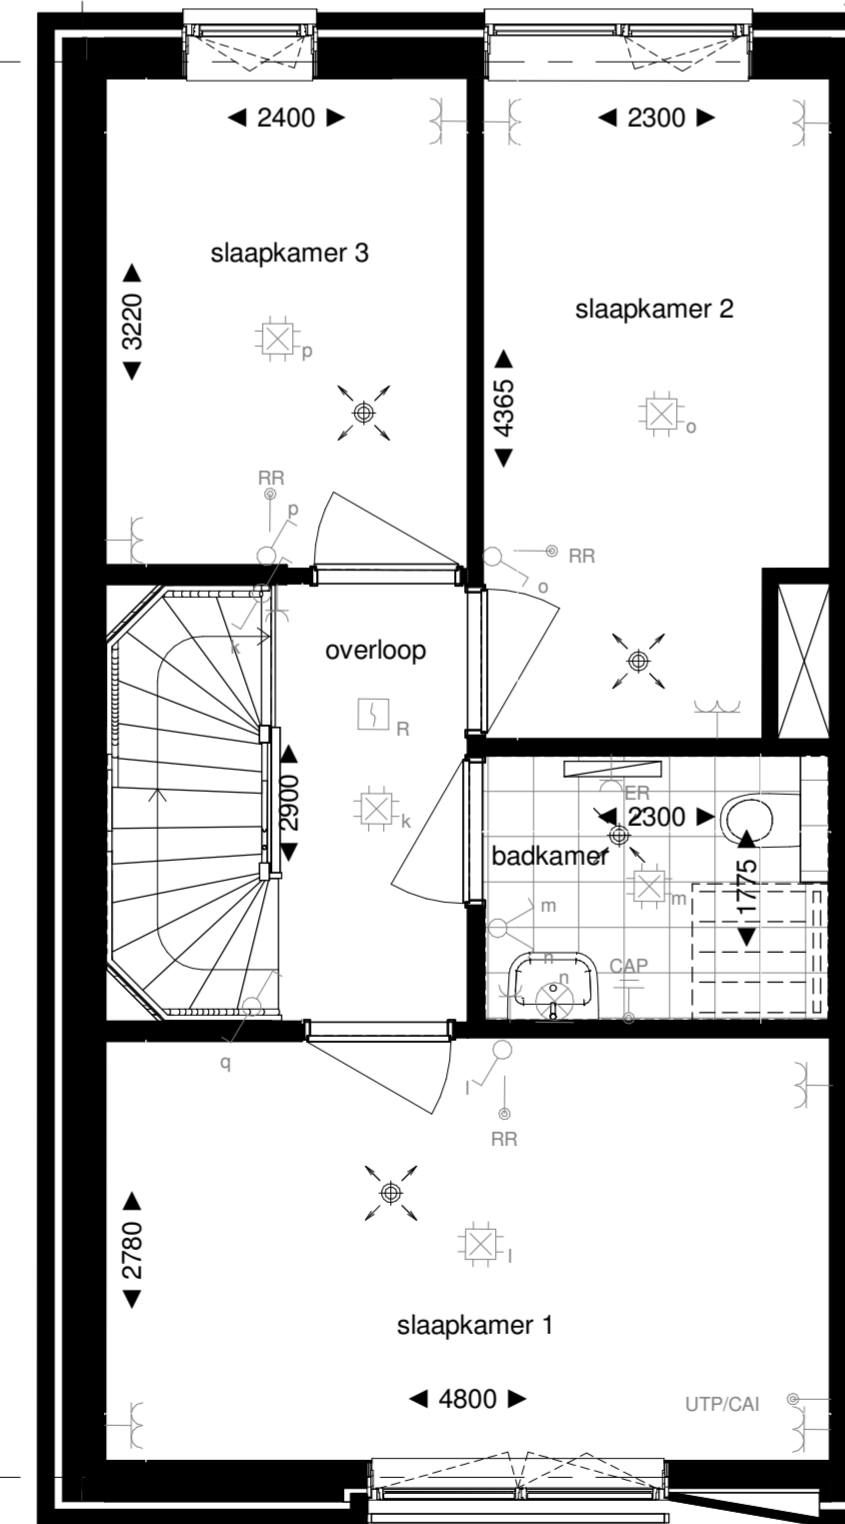 2400
2300
slaapkamer 3
3220
p
slaapkamer 2
4365
o
RR
p
RR
o
k
overloop
R
2900
k
ER
2300
badkamer
1775
m
m
n
n
CAP
q
l
RR
2780
l
slaapkamer 1
4800
UTP/CAI